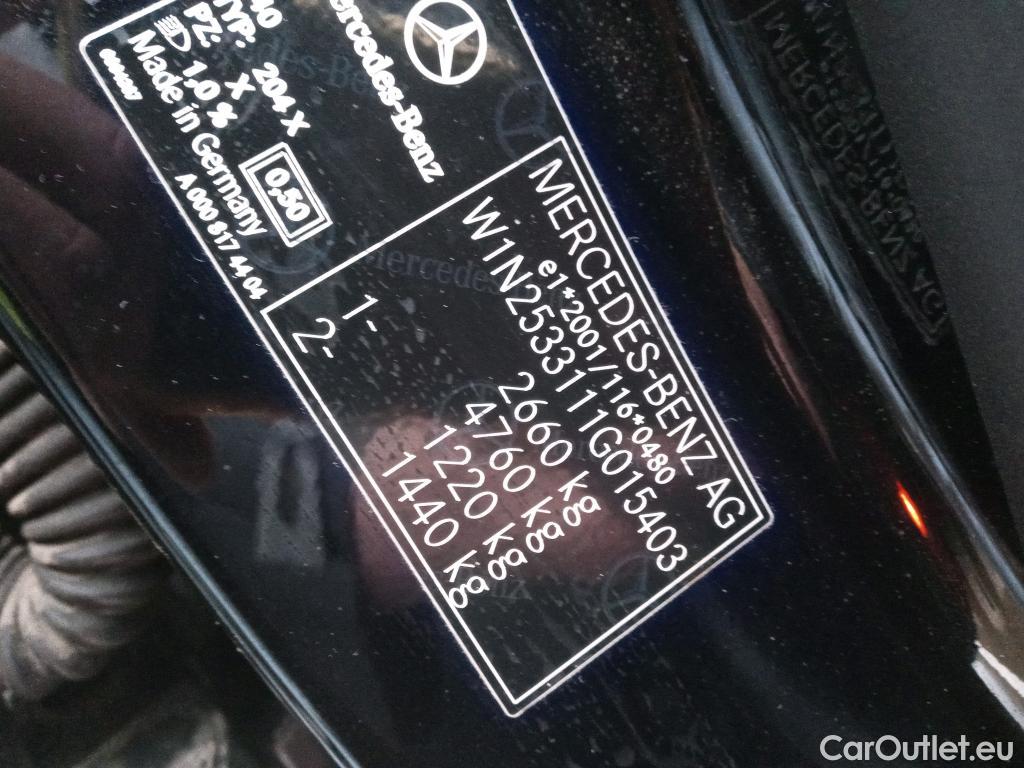 MERCEDES-BENZ AG
e1*2001/116*0480
W1N2533111G015403
2660 kg
4760 kg
1- 1220 kg
2- 1440 kg
Mercedes-Benz
TYP: 204 X
PZ: X
1,0 %
0,50
Made in Germany
A 000 817 44 04
CarOutlet.eu